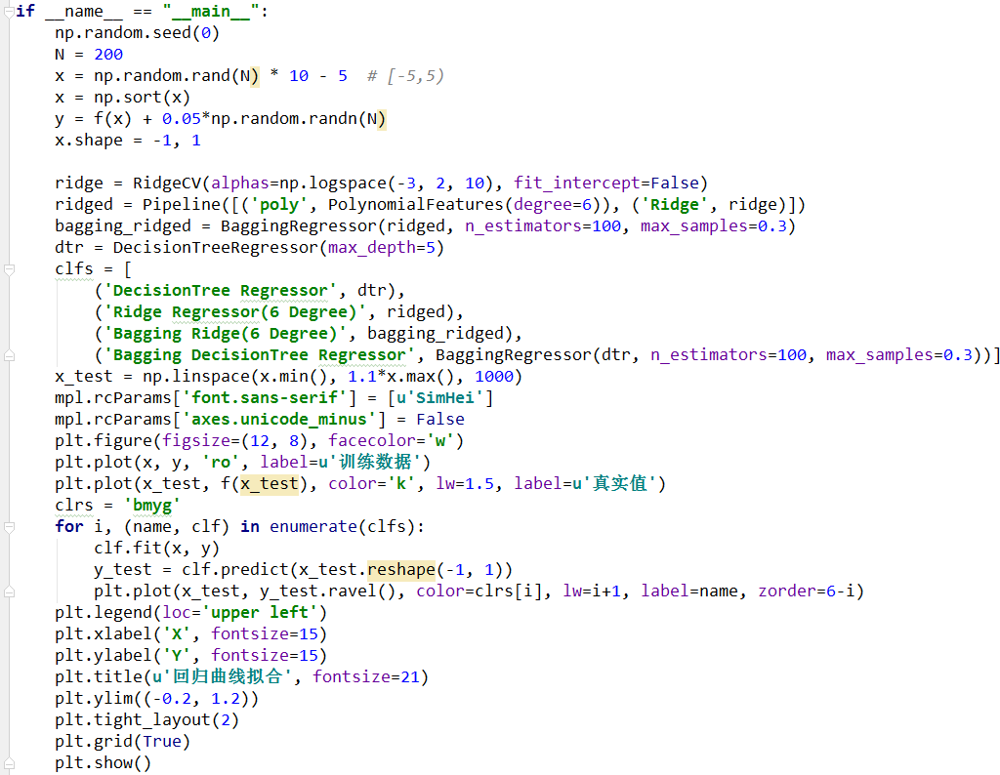 if __name__ == "__main__":
    np.random.seed(0)
    N = 200
    x = np.random.rand(N) * 10 - 5  # [-5,5)
    x = np.sort(x)
    y = f(x) + 0.05*np.random.randn(N)
    x.shape = -1, 1

    ridge = RidgeCV(alphas=np.logspace(-3, 2, 10), fit_intercept=False)
    ridged = Pipeline([('poly', PolynomialFeatures(degree=6)), ('Ridge', ridge)])
    bagging_ridged = BaggingRegressor(ridged, n_estimators=100, max_samples=0.3)
    dtr = DecisionTreeRegressor(max_depth=5)
    clfs = [
        ('DecisionTree Regressor', dtr),
        ('Ridge Regressor(6 Degree)', ridged),
        ('Bagging Ridge(6 Degree)', bagging_ridged),
        ('Bagging DecisionTree Regressor', BaggingRegressor(dtr, n_estimators=100, max_samples=0.3))]
    x_test = np.linspace(x.min(), 1.1*x.max(), 1000)
    mpl.rcParams['font.sans-serif'] = [u'SimHei']
    mpl.rcParams['axes.unicode_minus'] = False
    plt.figure(figsize=(12, 8), facecolor='w')
    plt.plot(x, y, 'ro', label=u'训练数据')
    plt.plot(x_test, f(x_test), color='k', lw=1.5, label=u'真实值')
    clrs = 'bmyg'
    for i, (name, clf) in enumerate(clfs):
        clf.fit(x, y)
        y_test = clf.predict(x_test.reshape(-1, 1))
        plt.plot(x_test, y_test.ravel(), color=clrs[i], lw=i+1, label=name, zorder=6-i)
    plt.legend(loc='upper left')
    plt.xlabel('X', fontsize=15)
    plt.ylabel('Y', fontsize=15)
    plt.title(u'回归曲线拟合', fontsize=21)
    plt.ylim((-0.2, 1.2))
    plt.tight_layout(2)
    plt.grid(True)
    plt.show()